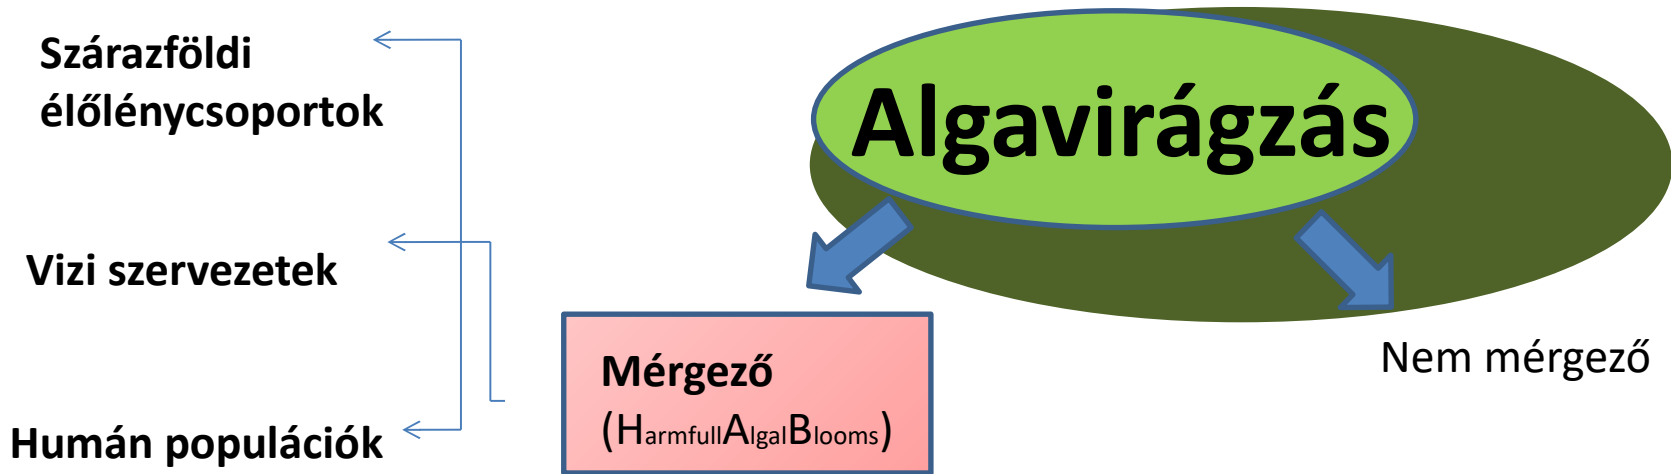 Szárazföldi
élőlénycsoportok
Vizi szervezetek
Humán populációk
Algavirágzás
Mérgező
(HarmfullAlgalBlooms)
Nem mérgező